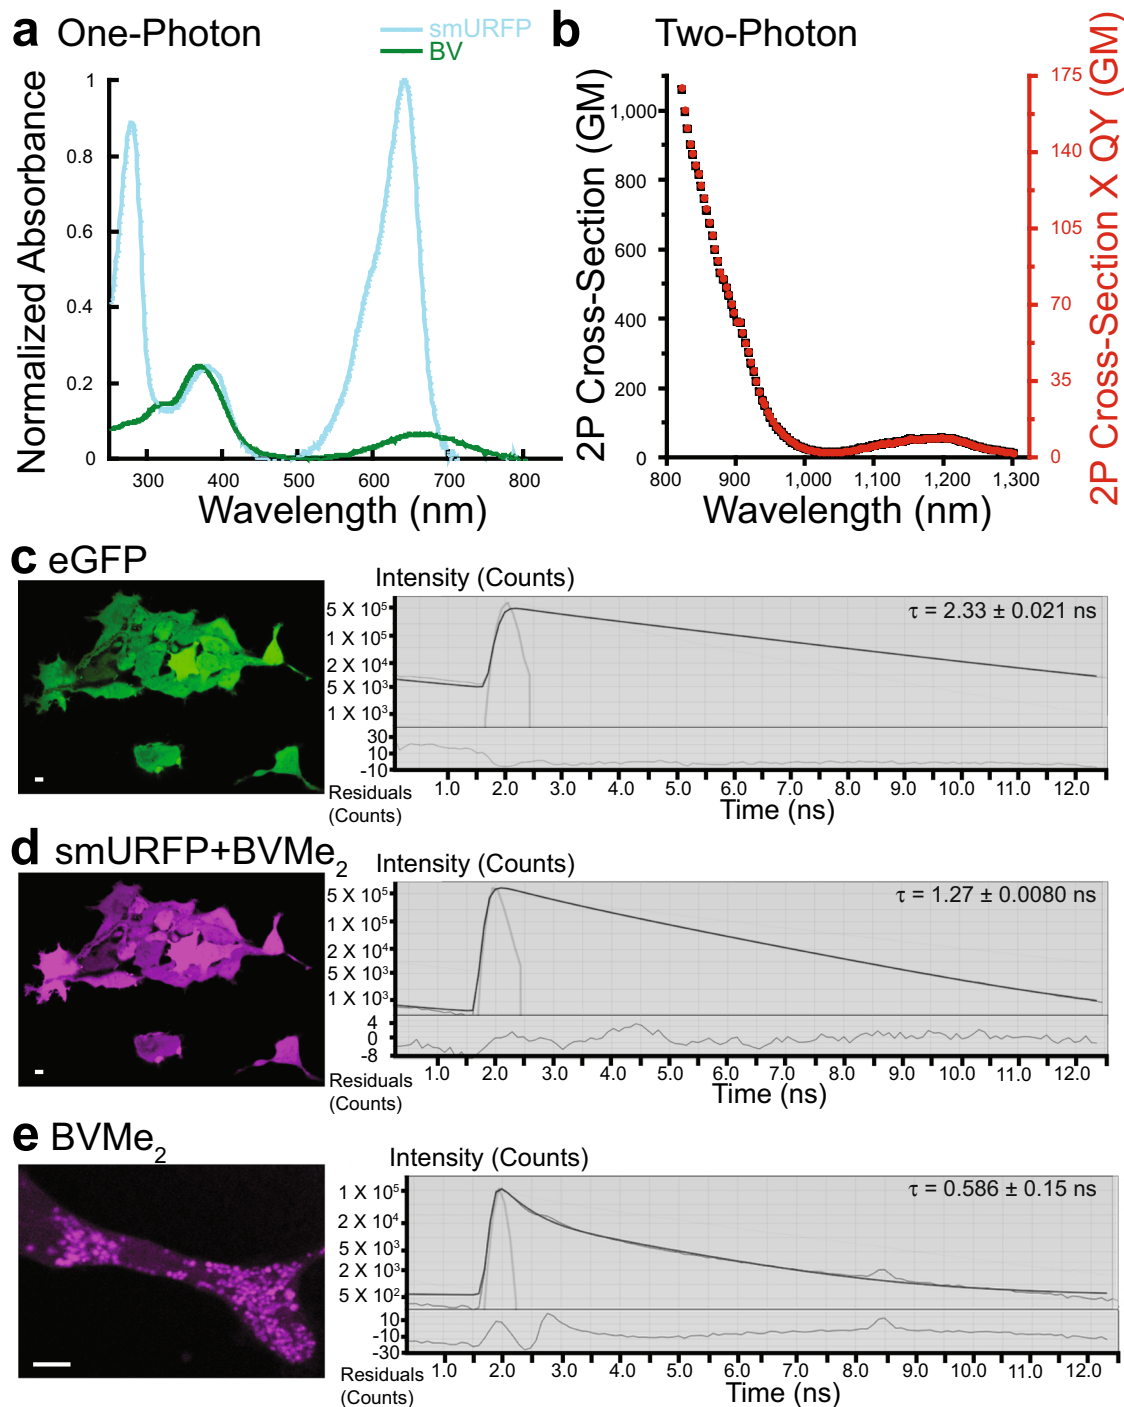 a One-Photon
smURFP
BV
Normalized Absorbance
1
0.8
0.6
0.4
0.2
0
300 400 500 600 700 800
Wavelength (nm)
b Two-Photon
2P Cross-Section (GM)
1,000
800
600
400
200
0
800 900 1,000 1,100 1,200 1,300
Wavelength (nm)
175
140
105
70
35
0
2P Cross-Section X QY (GM)
c eGFP
Intensity (Counts)
τ = 2.33 ± 0.021 ns
5 X 10⁵
1 X 10⁵
2 X 10⁴
5 X 10³
1 X 10³
30
10
-10
Residuals
(Counts)
1.0 2.0 3.0 4.0 5.0 6.0 7.0 8.0 9.0 10.0 11.0 12.0
Time (ns)
d smURFP+BVMe₂
Intensity (Counts)
τ = 1.27 ± 0.0080 ns
5 X 10⁵
1 X 10⁵
2 X 10⁴
5 X 10³
1 X 10³
4
0
-8
Residuals
(Counts)
1.0 2.0 3.0 4.0 5.0 6.0 7.0 8.0 9.0 10.0 11.0 12.0
Time (ns)
e BVMe₂
Intensity (Counts)
τ = 0.586 ± 0.15 ns
1 X 10⁵
2 X 10⁴
5 X 10³
2 X 10³
5 X 10²
10
-10
-30
Residuals
(Counts)
1.0 2.0 3.0 4.0 5.0 6.0 7.0 8.0 9.0 10.0 11.0 12.0
Time (ns)